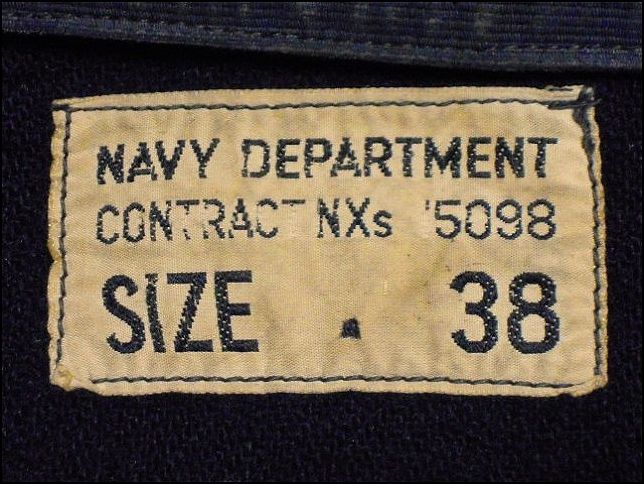 NAVY DEPARTMENT
CONTRACT NXs 5098
SIZE 38